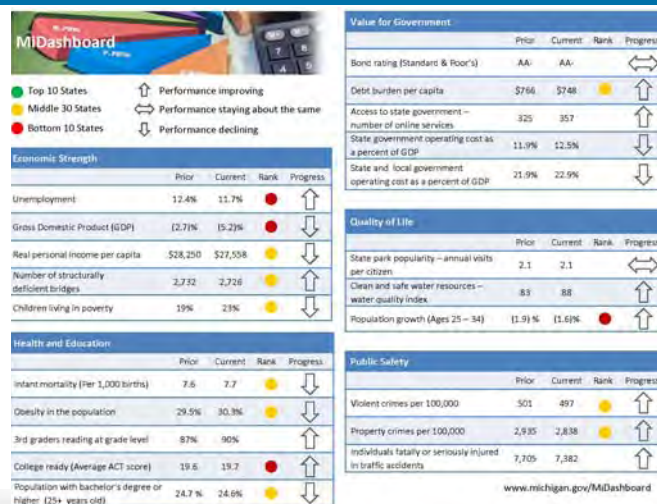 MiDashboard
Top 10 States
Performance improving
Middle 30 States
Performance staying about the same
Bottom 10 States
Performance declining
Economic Strength
Prior Current Rank Progress
Unemployment 12.4% 11.7%
Gross Domestic Product (GDP) (2.7)% (5.2)%
Real personal income per capita $28,250 $27,558
Number of structurally
deficient bridges 2,732 2,726
Children living in poverty 19% 23%
Health and Education
Prior Current Rank Progress
Infant mortality (Per 1,000 births) 7.6 7.7
Obesity in the population 29.5% 30.3%
3rd graders reading at grade level 87% 90%
College ready (Average ACT score) 19.6 19.7
Population with bachelor's degree or
higher (25+ years old) 24.7 % 24.6%
Value for Government
Prior Current Rank Progress
Bond rating (Standard & Poor's) AA- AA-
Debt burden per capita $766 $748
Access to state government –
number of online services 325 357
State government operating cost as
a percent of GDP 11.9% 12.5%
State and local government
operating cost as a percent of GDP 21.9% 22.9%
Quality of Life
Prior Current Rank Progress
State park popularity – annual visits
per citizen 2.1 2.1
Clean and safe water resources –
water quality index 83 88
Population growth (Ages 25 – 34) (1.9) % (1.6)%
Public Safety
Prior Current Rank Progress
Violent crimes per 100,000 501 497
Property crimes per 100,000 2,935 2,838
Individuals fatally or seriously injured
in traffic accidents 7,705 7,382
www.michigan.gov/MiDashboard